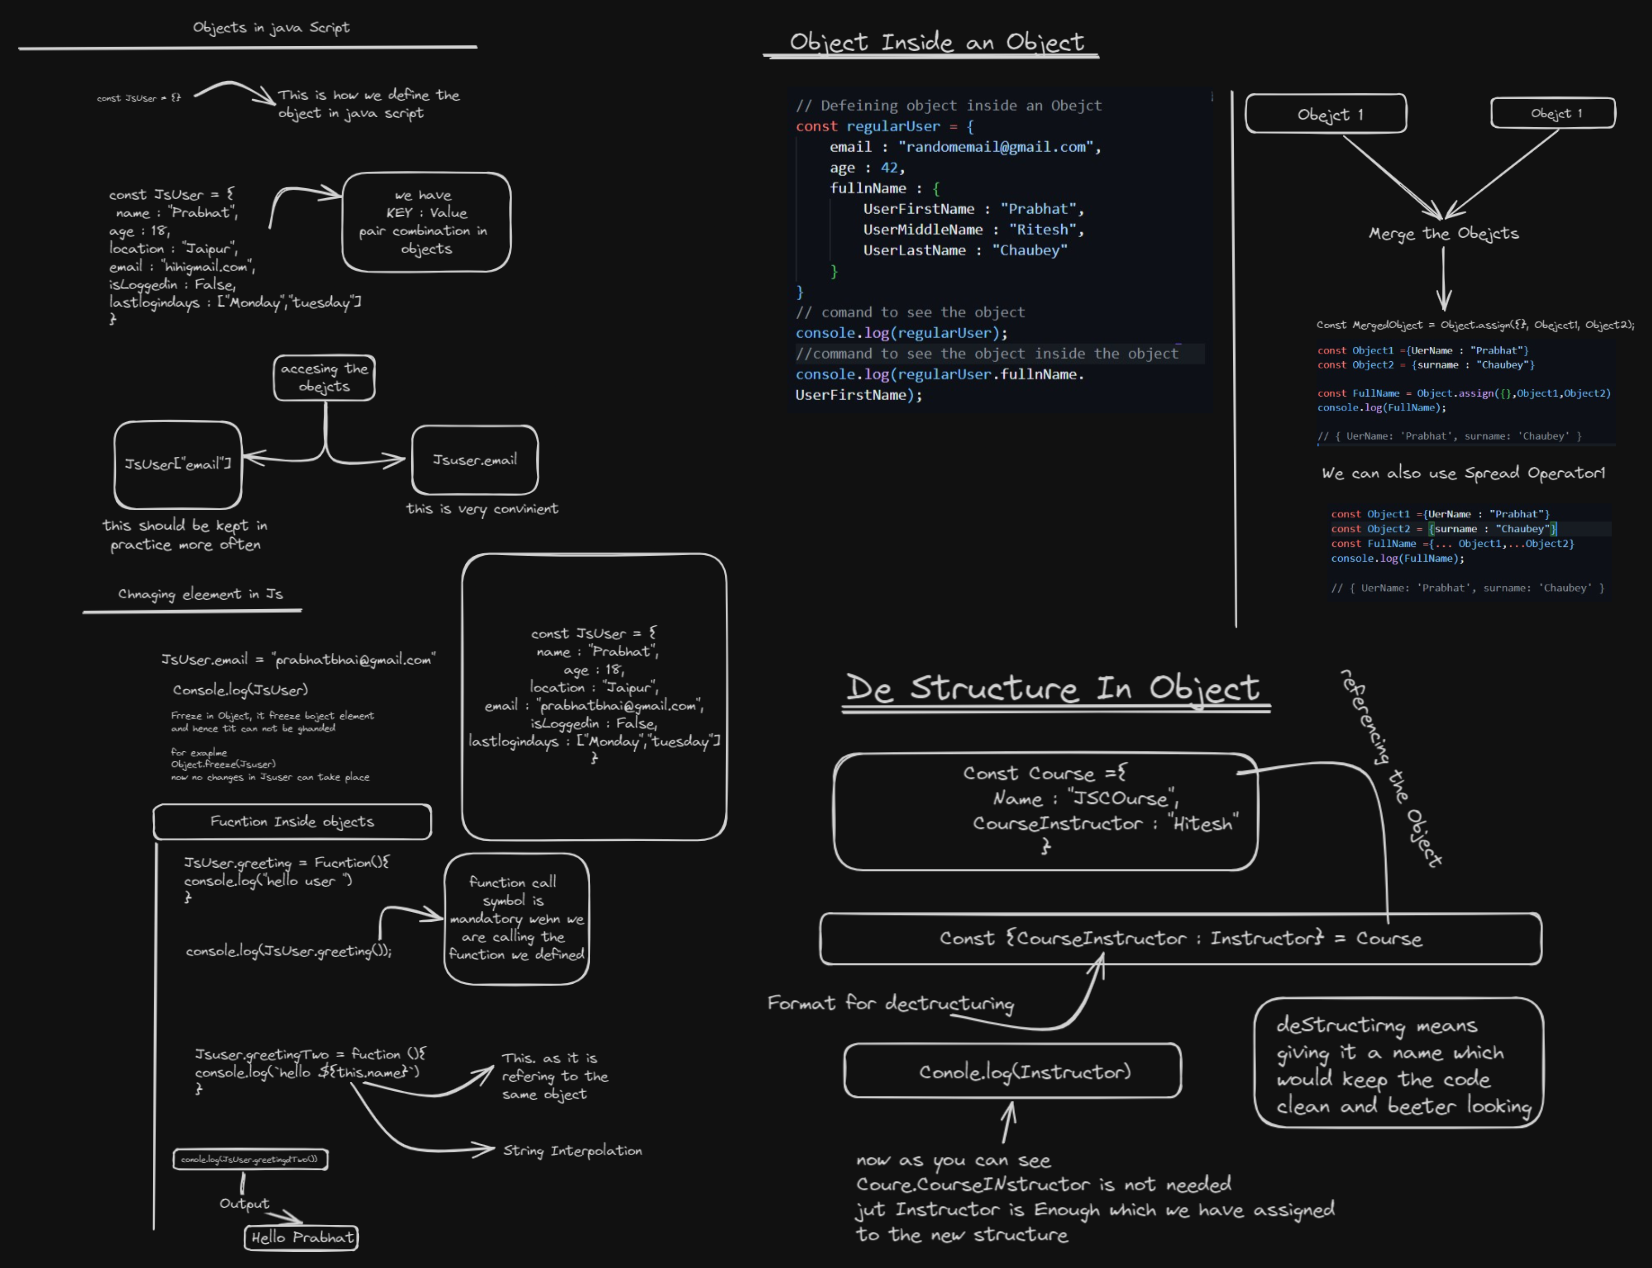 Objects in java Script
const JsUser = {}
This is how we define the
object in java script
const JsUser = {
name : "Prabhat",
age : 18,
location : "Jaipur",
email : "hihigmail.com",
isLoggedin : False,
lastlogindays : ["Monday","tuesday"]
}
we have
KEY : Value
pair combination in
objects
accesing the
obejcts
JsUser["email"]
Jsuser.email
this should be kept in
practice more often
this is very convinient
Chnaging eleement in Js
JsUser.email = "prabhatbhai@gmail.com"
Console.log(JsUser)
Frreze in Object, it freeze boject element
and hence tit can not be ghanded
for exaplme
Object.freeze(Jsuser)
now no changes in Jsuser can take place
const JsUser = {
name : "Prabhat",
age : 18,
location : "Jaipur",
email : "prabhatbhai@gmail.com",
isLoggedin : False,
lastlogindays : ["Monday","tuesday"]
}
Fucntion Inside objects
JsUser.greeting = Fucntion(){
console.log("hello user ")
}
console.log(JsUser.greeting());
function call
symbol is
mandatory wehn we
are calling the
function we defined
Jsuser.greetingTwo = fuction (){
console.log(`hello ${this.name}`)
}
This. as it is
refering to the
same object
String Interpolation
console.log(JsUser.greetingdTwo())
Output
Hello Prabhat
Object Inside an Object
// Defeining object inside an Obejct
const regularUser = {
email : "randomemail@gmail.com",
age : 42,
fullnName : {
UserFirstName : "Prabhat",
UserMiddleName : "Ritesh",
UserLastName : "Chaubey"
}
}
// comand to see the object
console.log(regularUser);
//command to see the object inside the object
console.log(regularUser.fullnName.
UserFirstName);
Obejct 1
Obejct 1
Merge the Obejcts
Const MergedObject = Object.assign({}, Obejcct1, Object2);
const Object1 ={UerName : "Prabhat"}
const Object2 = {surname : "Chaubey"}
const FullName = Object.assign({},Object1,Object2)
console.log(FullName);
// { UerName: 'Prabhat', surname: 'Chaubey' }
We can also use Spread Operator1
const Object1 ={UerName : "Prabhat"}
const Object2 = {surname : "Chaubey"}
const FullName ={... Object1,...Object2}
console.log(FullName);
// { UerName: 'Prabhat', surname: 'Chaubey' }
De Structure In Object
Const Course ={
Name : "JSCOurse",
CourseInstructor : "Hitesh"
}
referencing the Object
Const {CourseInstructor : Instructor} = Course
Format for dectructuring
Conole.log(Instructor)
deStructirng means
giving it a name which
would keep the code
clean and beeter looking
now as you can see
Coure.CourseINstructor is not needed
jut Instructor is Enough which we have assigned
to the new structure